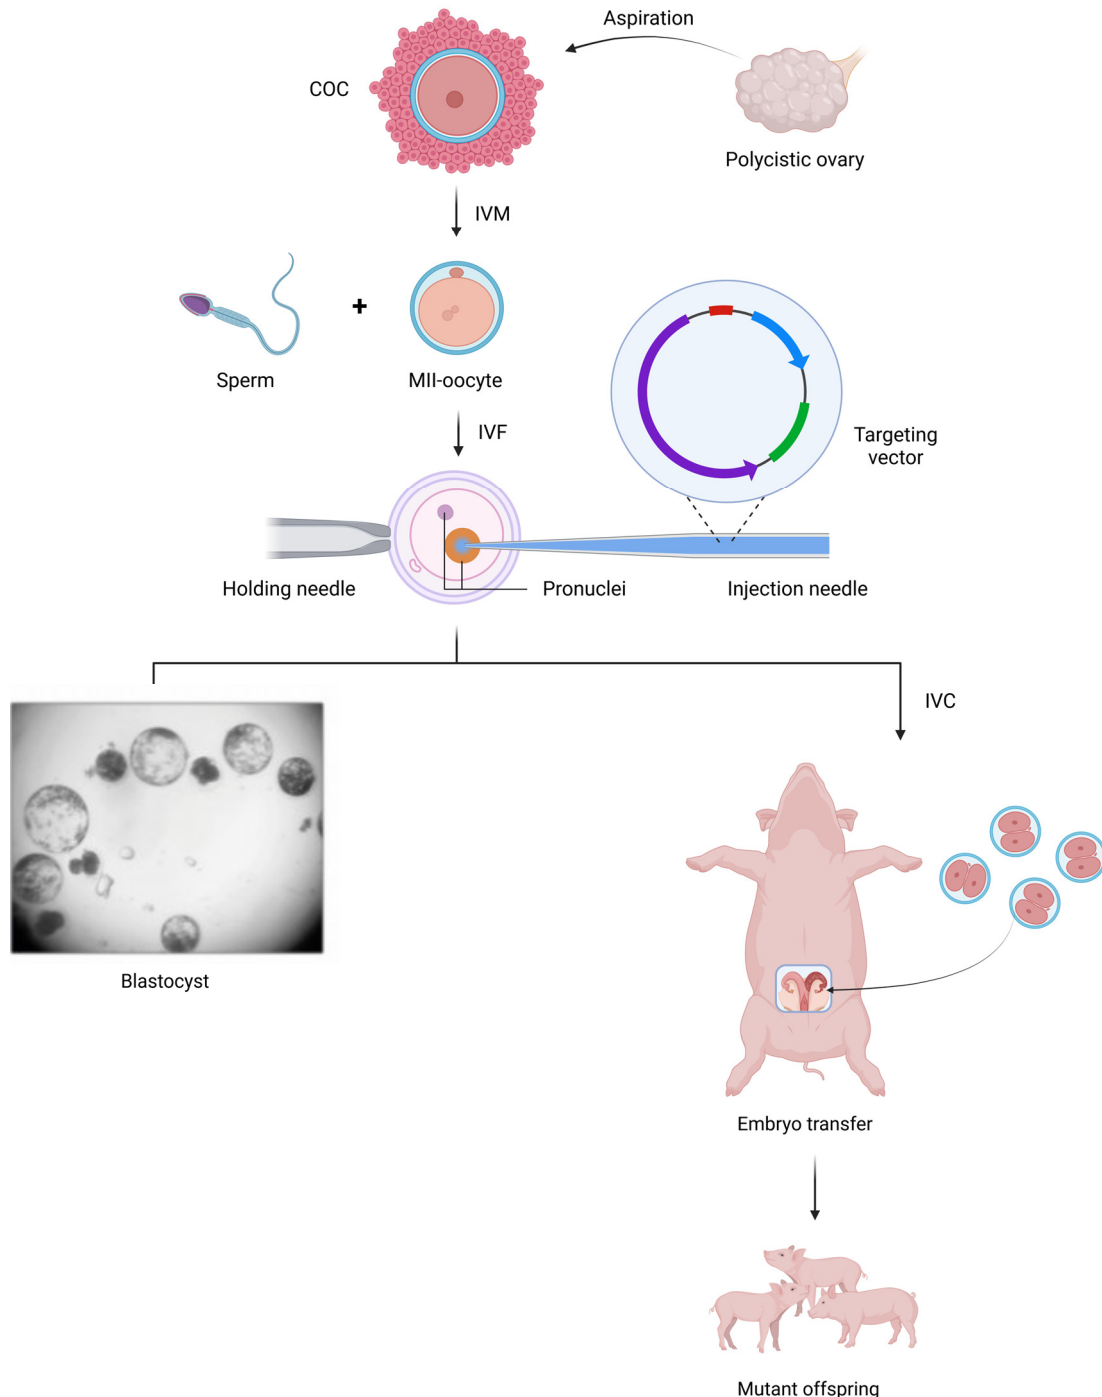 Aspiration
COC
Polycistic ovary
IVM
+
Sperm
MII-oocyte
IVF
Targeting
vector
Holding needle
Pronuclei
Injection needle
IVC
Blastocyst
Embryo transfer
Mutant offspring